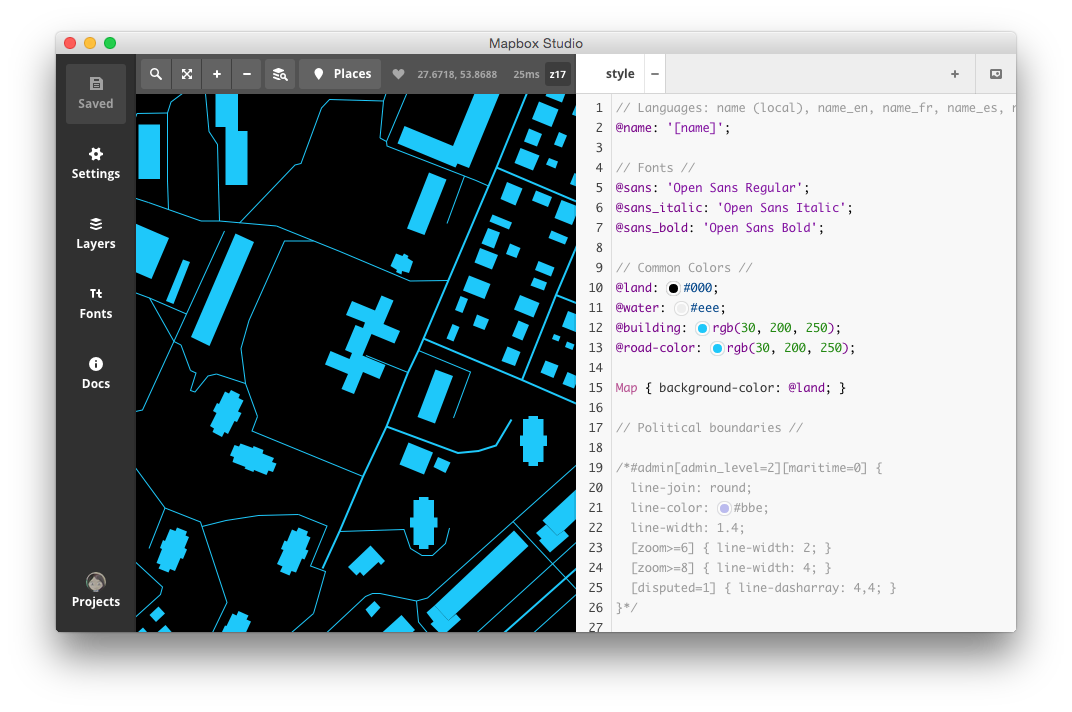 Mapbox Studio
Saved
Settings
Layers
Fonts
Docs
Projects
Places
27.6718, 53.8688
25ms
z17
style
1 // Languages: name (local), name_en, name_fr, name_es,
2 @name: '[name]';
3
4 // Fonts //
5 @sans: 'Open Sans Regular';
6 @sans_italic: 'Open Sans Italic';
7 @sans_bold: 'Open Sans Bold';
8
9 // Common Colors //
10 @land: #000;
11 @water: #eee;
12 @building: rgb(30, 200, 250);
13 @road-color: rgb(30, 200, 250);
14
15 Map { background-color: @land; }
16
17 // Political boundaries //
18
19 /*#admin[admin_level=2][maritime=0] {
20 line-join: round;
21 line-color: #bbe;
22 line-width: 1.4;
23 [zoom>=6] { line-width: 2; }
24 [zoom>=8] { line-width: 4; }
25 [disputed=1] { line-dasharray: 4,4; }
26 }*/
27